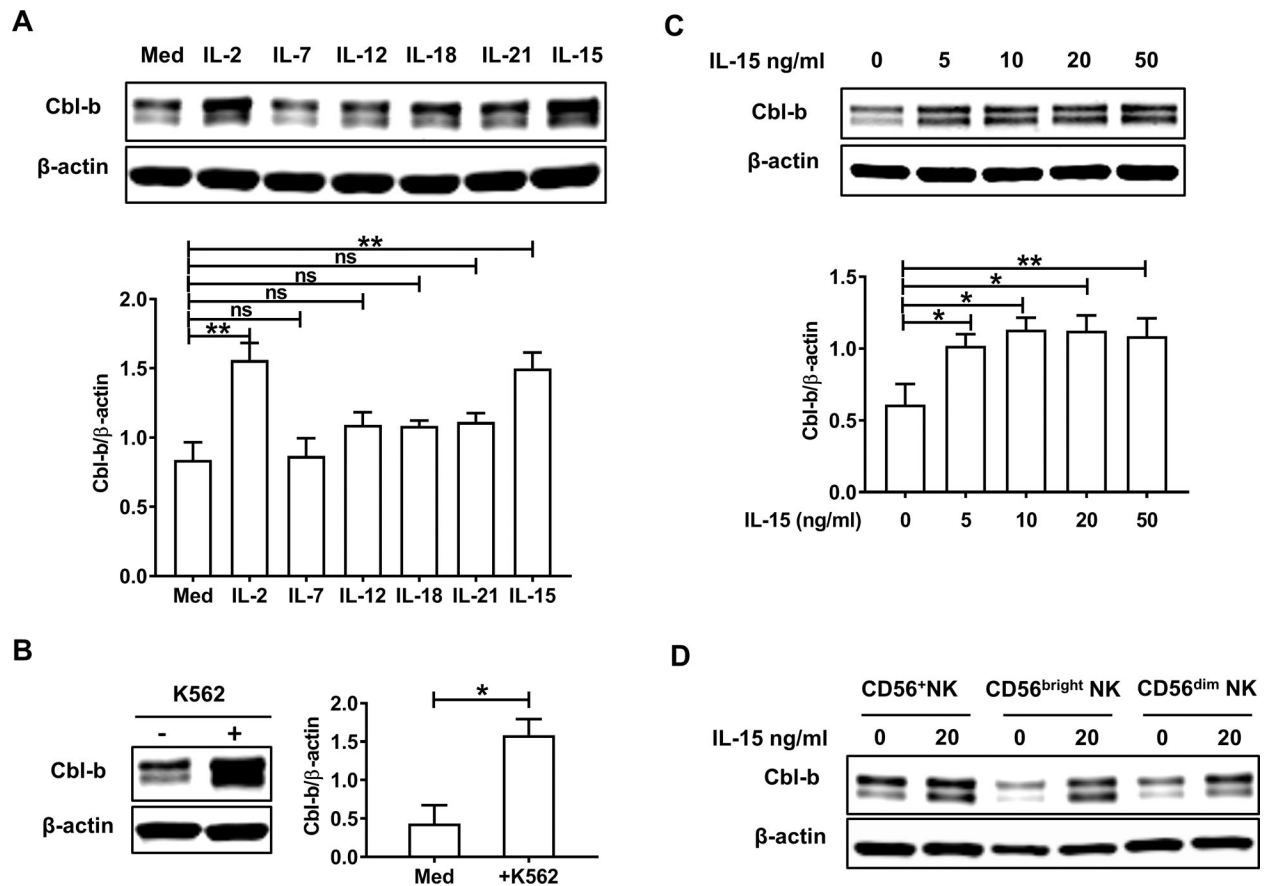 A
Med IL-2 IL-7 IL-12 IL-18 IL-21 IL-15
Cbl-b
β-actin
**
ns
ns
ns
ns
**
Cbl-b/β-actin
2.0
1.5
1.0
0.5
0.0
Med IL-2 IL-7 IL-12 IL-18 IL-21 IL-15
B
K562
- +
Cbl-b
β-actin
*
Cbl-b/β-actin
2.0
1.5
1.0
0.5
0.0
Med +K562
C
IL-15 ng/ml 0 5 10 20 50
Cbl-b
β-actin
**
*
*
*
Cbl-b/β-actin
1.5
1.0
0.5
0.0
IL-15 (ng/ml) 0 5 10 20 50
D
CD56⁺NK CD56ᵇʳⁱᵍʰᵗ NK CD56ᵈⁱᵐ NK
IL-15 ng/ml 0 20 0 20 0 20
Cbl-b
β-actin